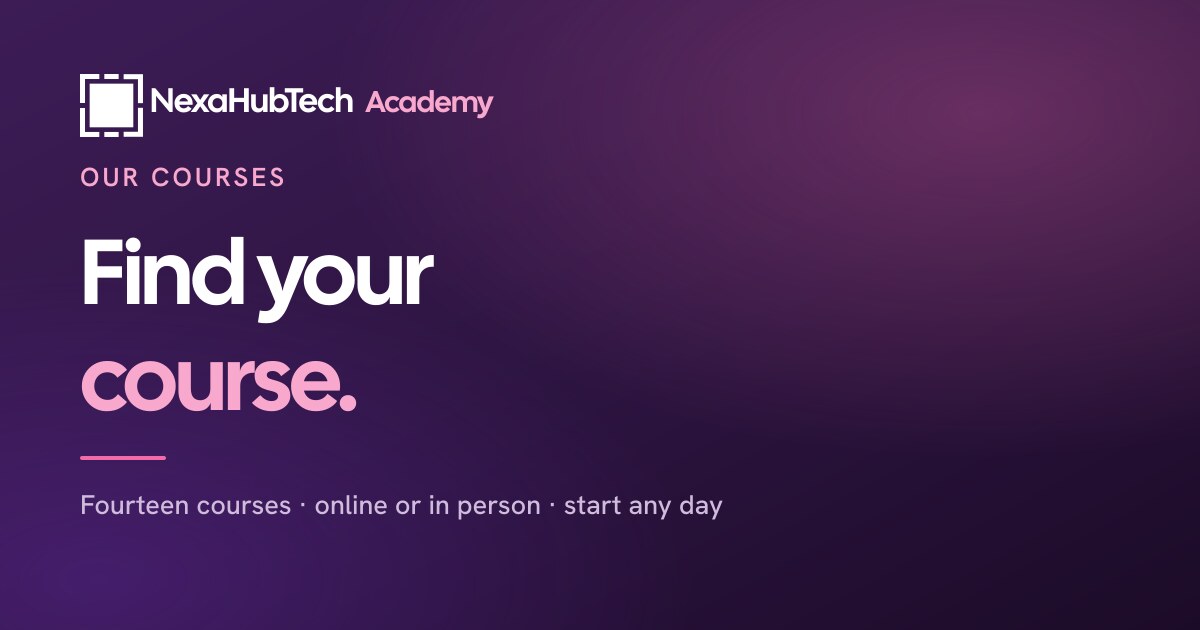 NexaHubTech Academy
OUR COURSES
Find your
course.
Fourteen courses · online or in person · start any day